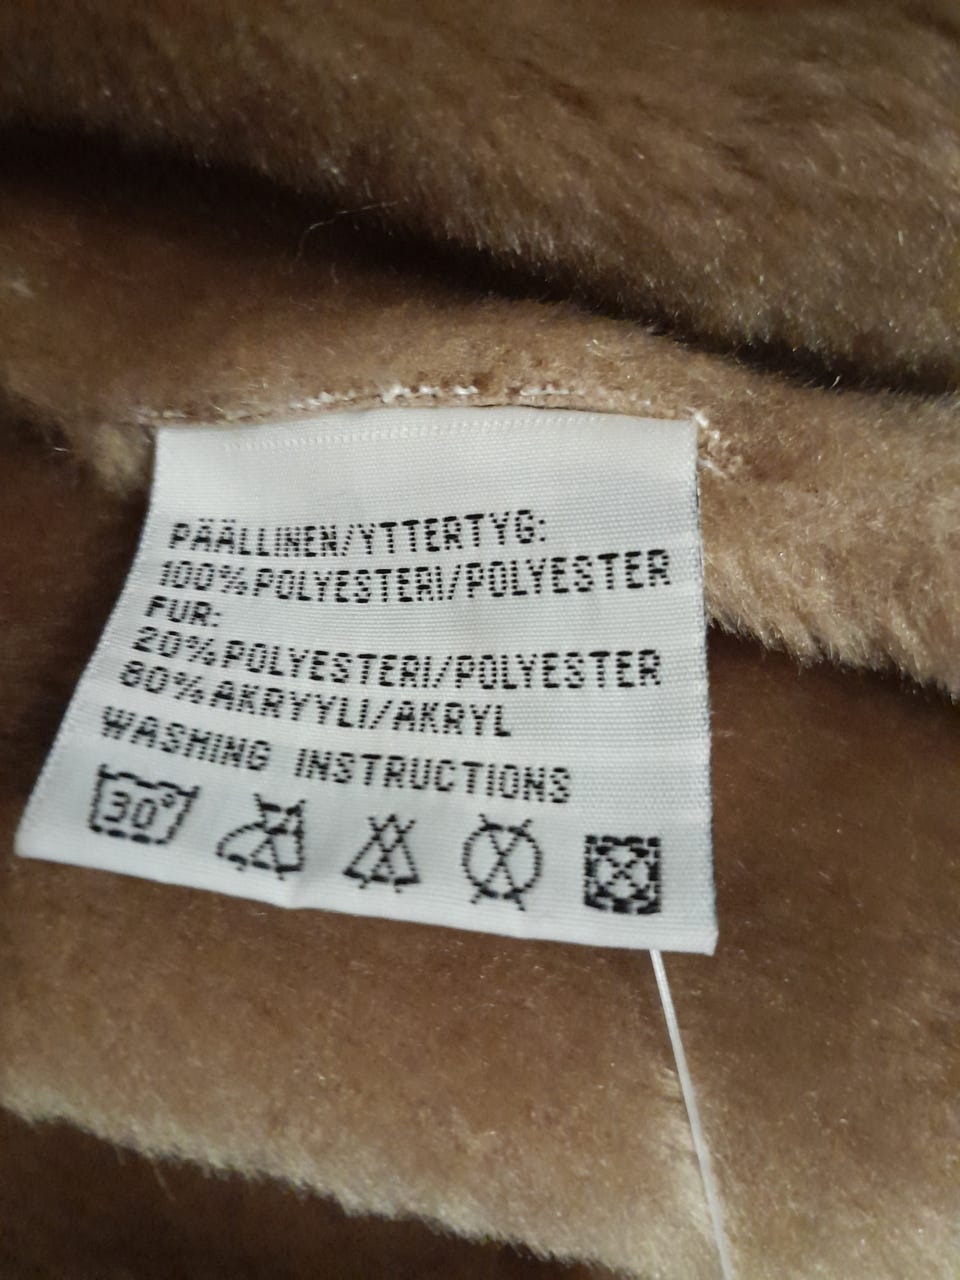 PÄÄLLINEN/YTTERTYG:
100% POLYESTERI/POLYESTER
FUR:
20% POLYESTERI/POLYESTER
80% AKRYYLI/AKRYL
WASHING INSTRUCTIONS
30°